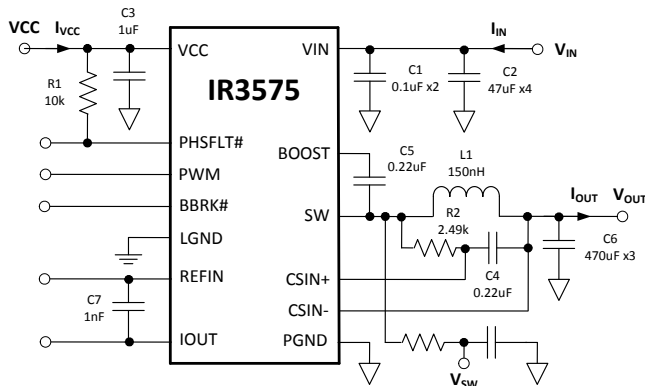 VCC
IVCC
C3
1uF
R1
10k
VCC
VIN
IR3575
IIN
VIN
C1
0.1uF x2
C2
47uF x4
PHSFLT#
PWM
BBRK#
LGND
REFIN
IOUT
C7
1nF
BOOST
SW
CSIN+
CSIN-
PGND
C5
0.22uF
L1
150nH
R2
2.49k
C4
0.22uF
IOUT
VOUT
C6
470uF x3
VSW